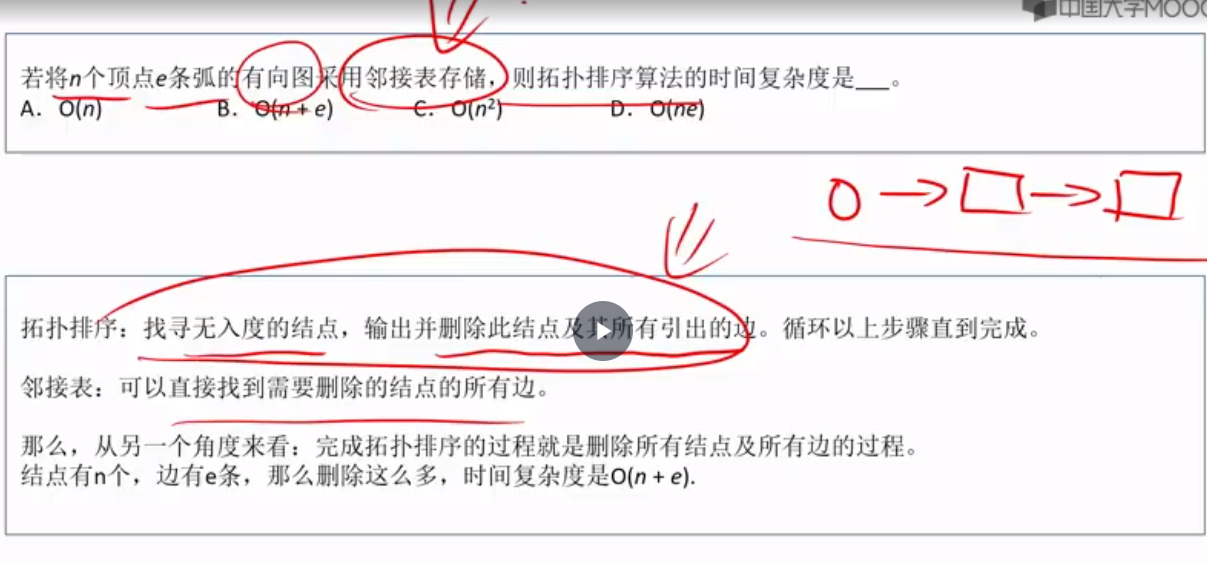 中国大学MOOC
若将n个顶点e条弧的有向图采用邻接表存储，则拓扑排序算法的时间复杂度是___。
A. O(n) B. O(n + e) C. O(n²) D. O(ne)
拓扑排序：找寻无入度的结点，输出并删除此结点及其所有引出的边。循环以上步骤直到完成。
邻接表：可以直接找到需要删除的结点的所有边。
那么，从另一个角度来看：完成拓扑排序的过程就是删除所有结点及所有边的过程。
结点有n个，边有e条，那么删除这么多，时间复杂度是O(n + e).